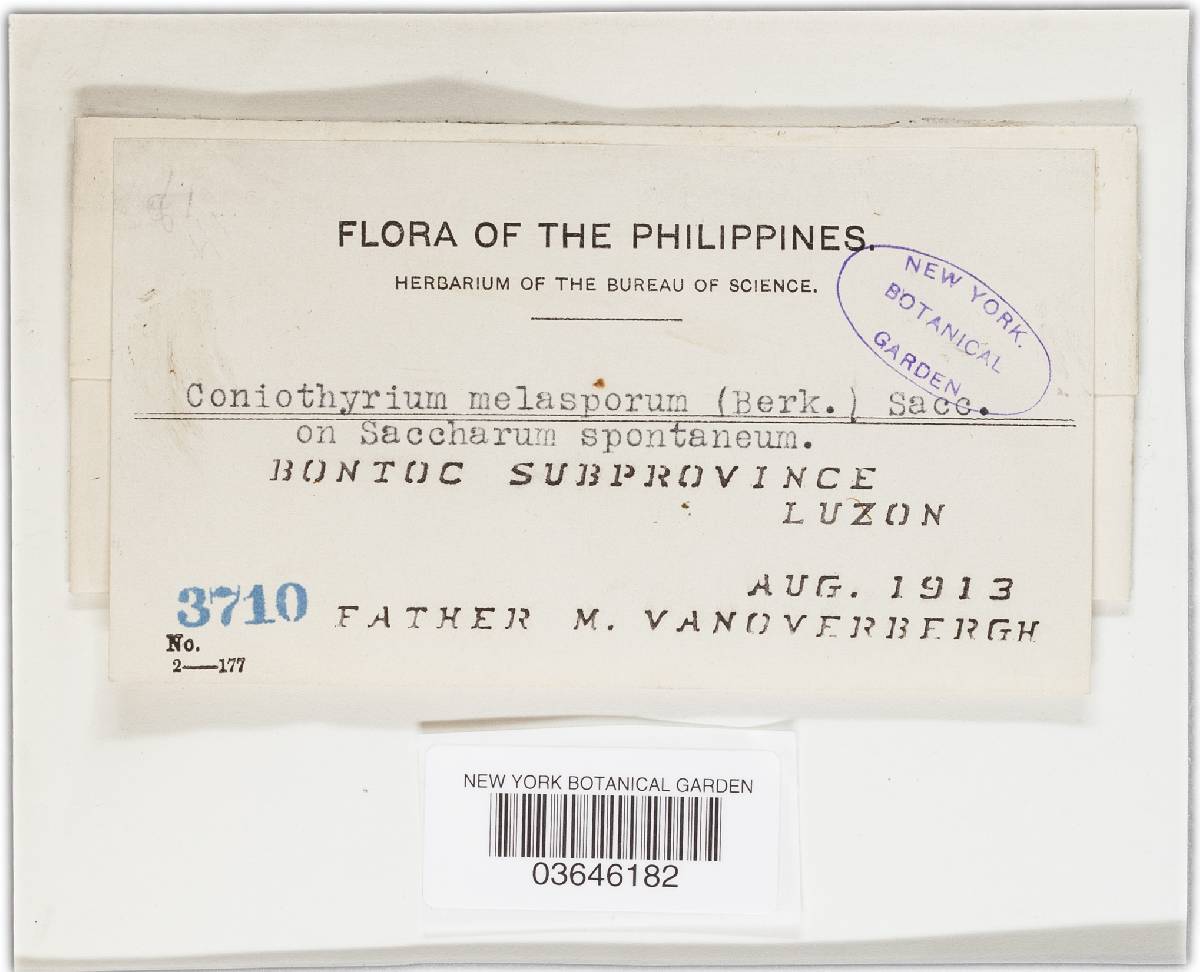 FLORA OF THE PHILIPPINES.
HERBARIUM OF THE BUREAU OF SCIENCE.
NEW YORK.
BOTANICAL
GARDEN
Coniothyrium melasporum (Berk.) Sacc.
on Saccharum spontaneum.
BONTOC SUBPROVINCE
LUZON
AUG. 1913
3710 FATHER M. VANOVERBERGH
No.
2——177
NEW YORK BOTANICAL GARDEN
03646182